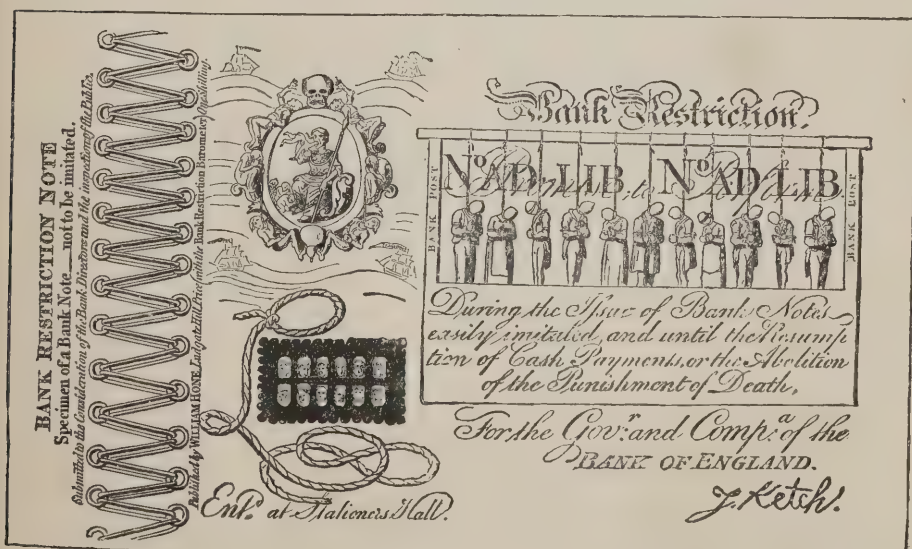 BANK RESTRICTION NOTE
Specimen of a Bank Note—not to be imitated.
Submitted to the Consideration of the Bank Directors and the inspection of the Public.
Published by WILLIAM HONE, Ludgate Hill. Price (with the Bank Restriction Barometer) One Shilling.
Bank Restriction.
BANK POST
Nº AD LIB. Nº AD LIB.
to Perform
BANK POST
During the Issue of Bank Notes
easily imitated, and until the Resump
tion of Cash Payments, or the Abolition
of the Punishment of Death.
For the Govr: and Compa: of the
BANK OF ENGLAND.
J. Ketch.
Entd. at Stationers Hall.